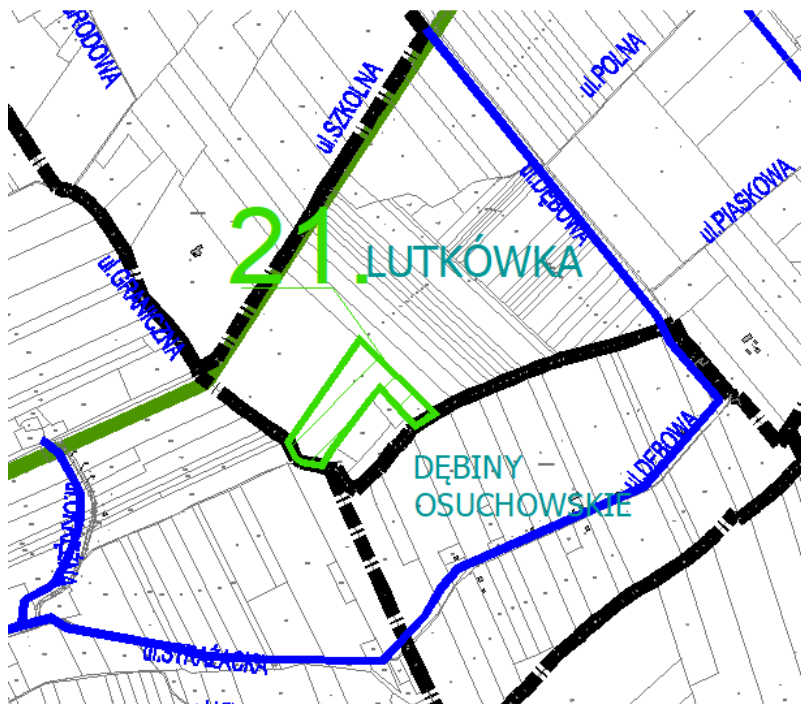 ul.SZKOLNA
ul.POLNA
ul.DĘBOWA
ul.PIASKOWA
21.
LUTKÓWKA
ul.GRANICZNA
DĘBINY
OSUCHOWSKIE
ul.DĘBOWA
ul.STRAŻACKA